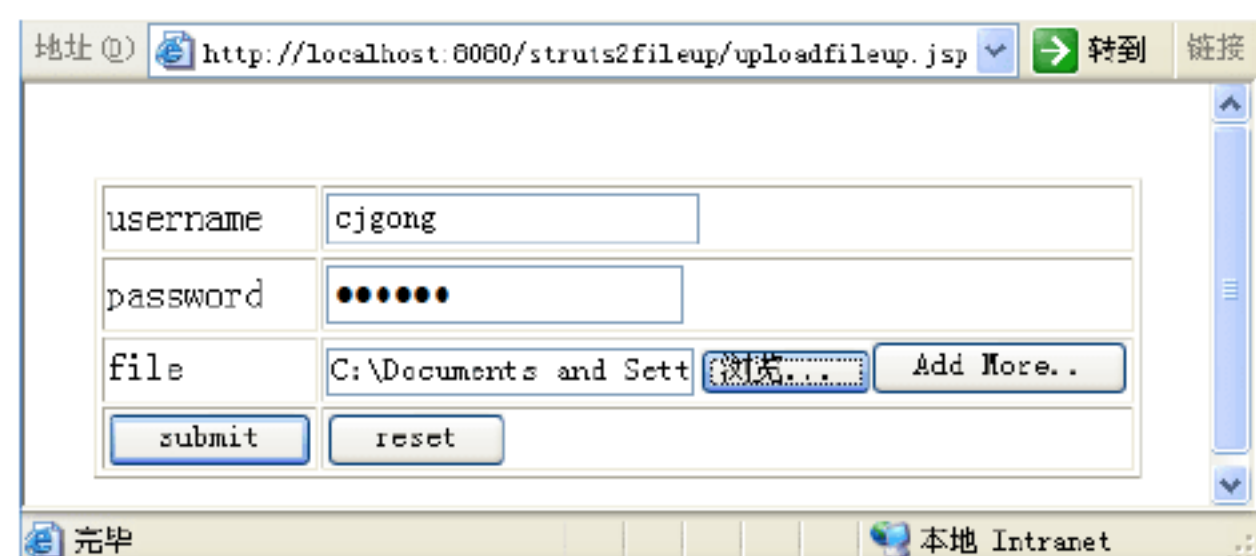 地址(D) http://localhost:8080/struts2fileup/uploadfileup.jsp 转到 链接
username cjgong
password ●●●●●●
file C:\Documents and Sett 浏览... Add More..
submit reset
完毕 本地 Intranet